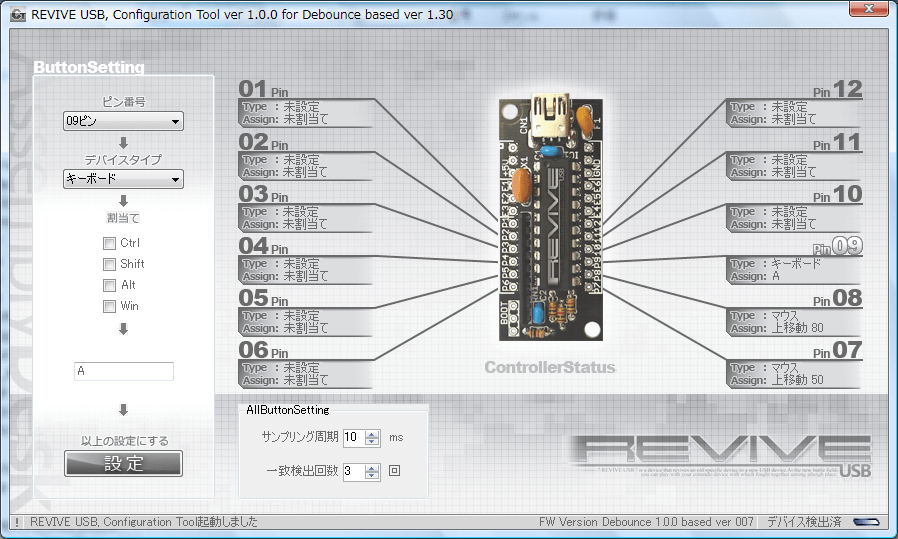 REVIVE USB, Configuration Tool ver 1.0.0 for Debounce based ver 1.30
ButtonSetting
ピン番号
09ピン
デバイスタイプ
キーボード
割当て
Ctrl
Shift
Alt
Win
A
以上の設定にする
設定
01 Pin
Type : 未設定
Assign: 未割当て
02 Pin
Type : 未設定
Assign: 未割当て
03 Pin
Type : 未設定
Assign: 未割当て
04 Pin
Type : 未設定
Assign: 未割当て
05 Pin
Type : 未設定
Assign: 未割当て
06 Pin
Type : 未設定
Assign: 未割当て
CN1
F1
X1
REVIVE USB
BOOT
ControllerStatus
Pin 12
Type : 未設定
Assign: 未割当て
Pin 11
Type : 未設定
Assign: 未割当て
Pin 10
Type : 未設定
Assign: 未割当て
Pin 09
Type : キーボード
Assign: A
Pin 08
Type : マウス
Assign: 上移動 80
Pin 07
Type : マウス
Assign: 上移動 50
AllButtonSetting
サンプリング周期 10 ms
一致検出回数 3 回
REVIVE
USB
REVIVE USB, Configuration Tool起動しました
FW Version Debounce 1.0.0 based ver 007
デバイス検出済